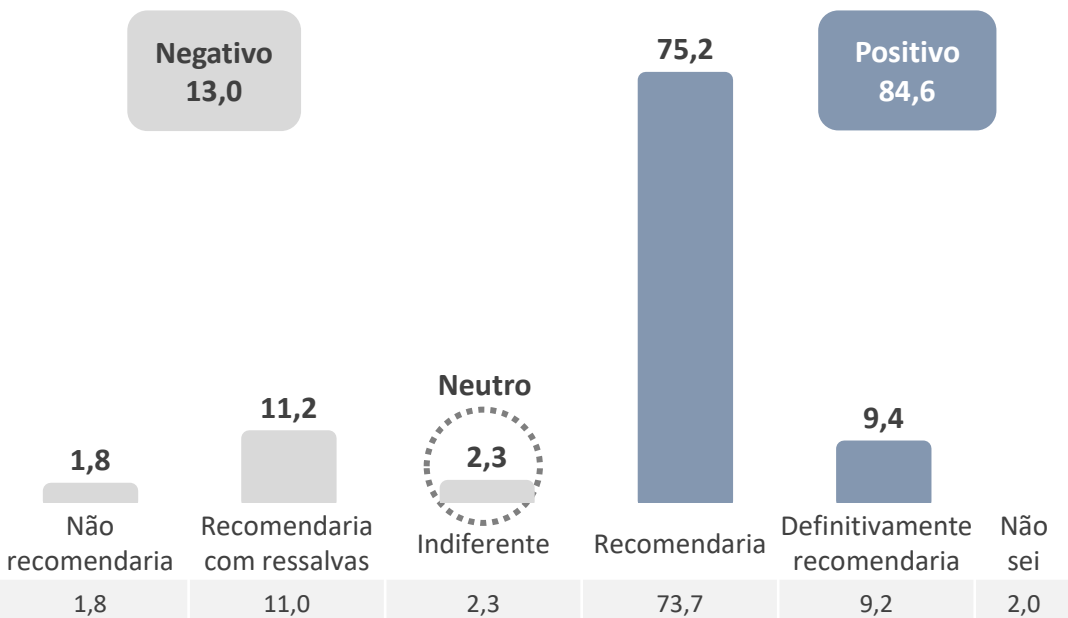 Negativo
13,0
75,2
Positivo
84,6
Neutro
1,8
11,2
2,3
9,4
Não
recomendaria
Recomendaria
com ressalvas
Indiferente
Recomendaria
Definitivamente
recomendaria
Não
sei
1,8 11,0 2,3 73,7 9,2 2,0